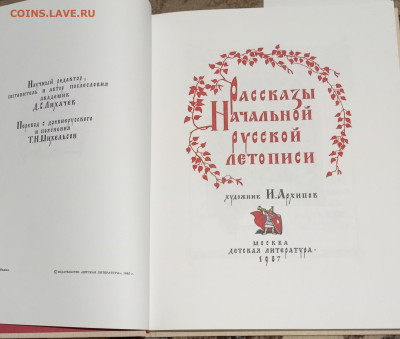 COINS.LAVE.RU
Научный редактор,
составитель и автор послесловия
академик
Д.С.Лихачев
Перевод с древнерусского
и пояснения
Т.Н.Михельсон
Рассказы
Начальной
русской
летописи
художник И.Архипов
МОСКВА
ДЕТСКАЯ ЛИТЕРАТУРА
1987